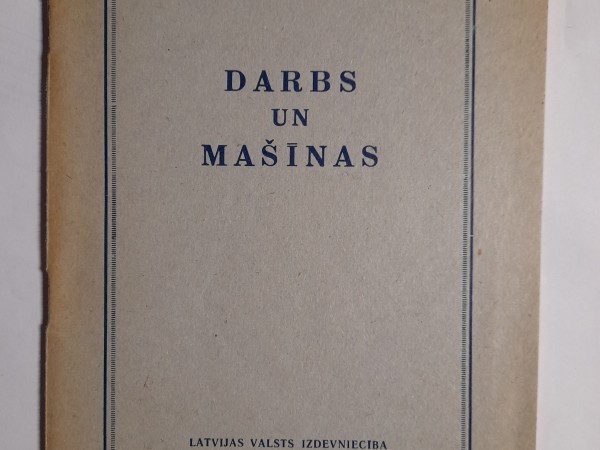 DARBS
UN
MAŠĪNAS
LATVIJAS VALSTS IZDEVNIECĪBA